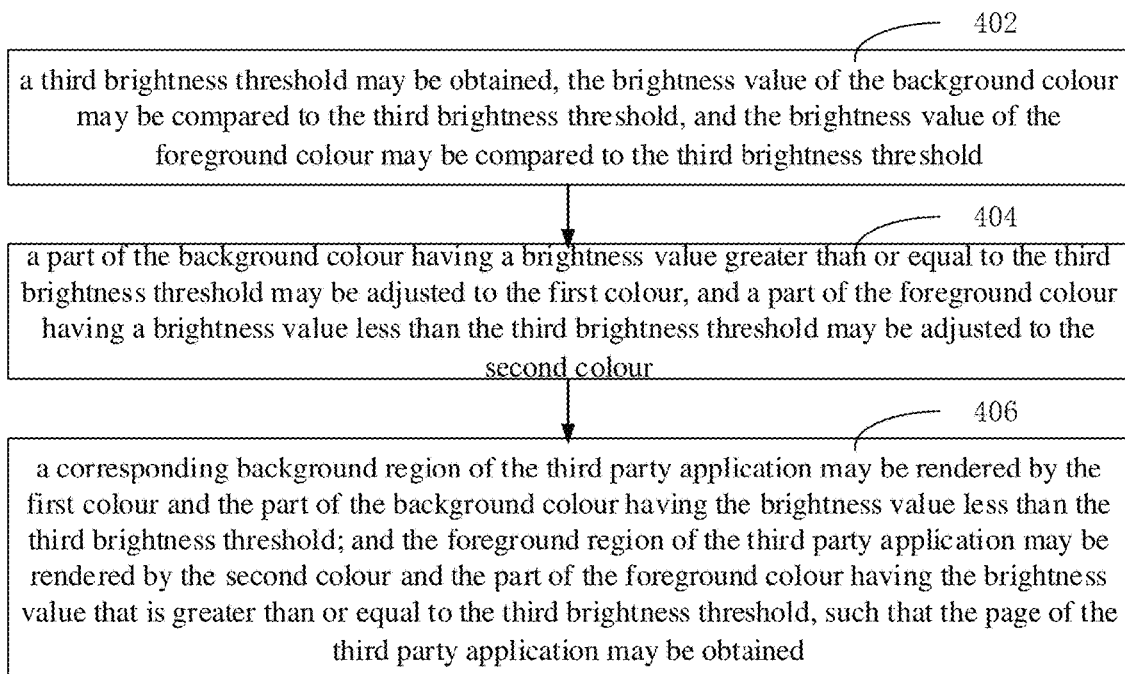 402
a third brightness threshold may be obtained, the brightness value of the background colour
may be compared to the third brightness threshold, and the brightness value of the
foreground colour may be compared to the third brightness threshold
404
a part of the background colour having a brightness value greater than or equal to the third
brightness threshold may be adjusted to the first colour, and a part of the foreground colour
having a brightness value less than the third brightness threshold may be adjusted to the
second colour
406
a corresponding background region of the third party application may be rendered by the
first colour and the part of the background colour having the brightness value less than the
third brightness threshold; and the foreground region of the third party application may be
rendered by the second colour and the part of the foreground colour having the brightness
value that is greater than or equal to the third brightness threshold, such that the page of the
third party application may be obtained